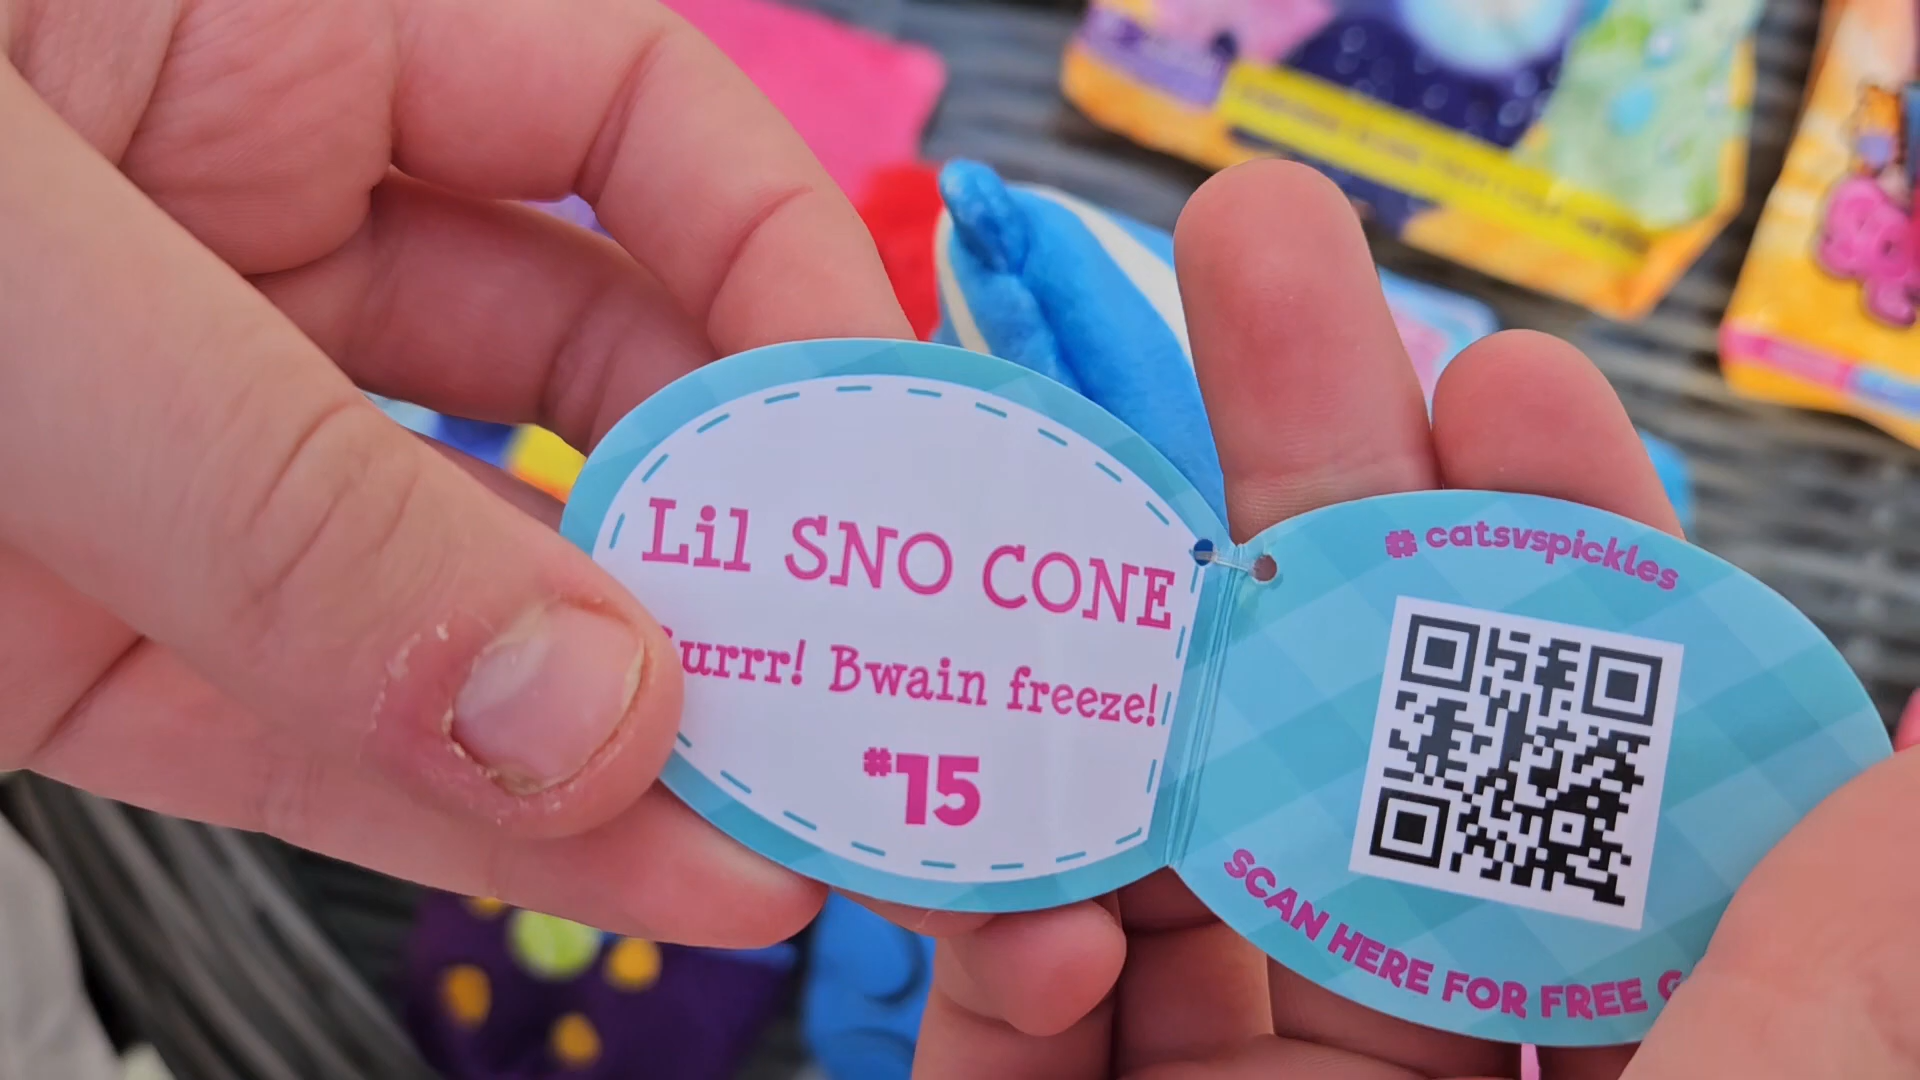 Lil SNO CONE
urrr! Bwain freeze!
#15
# catsvspickles
SCAN HERE FOR FREE